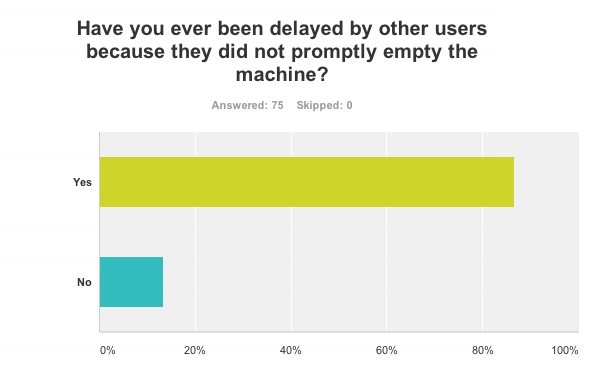 Have you ever been delayed by other users
because they did not promptly empty the
machine?
Answered: 75 Skipped: 0
Yes
No
0% 20% 40% 60% 80% 100%